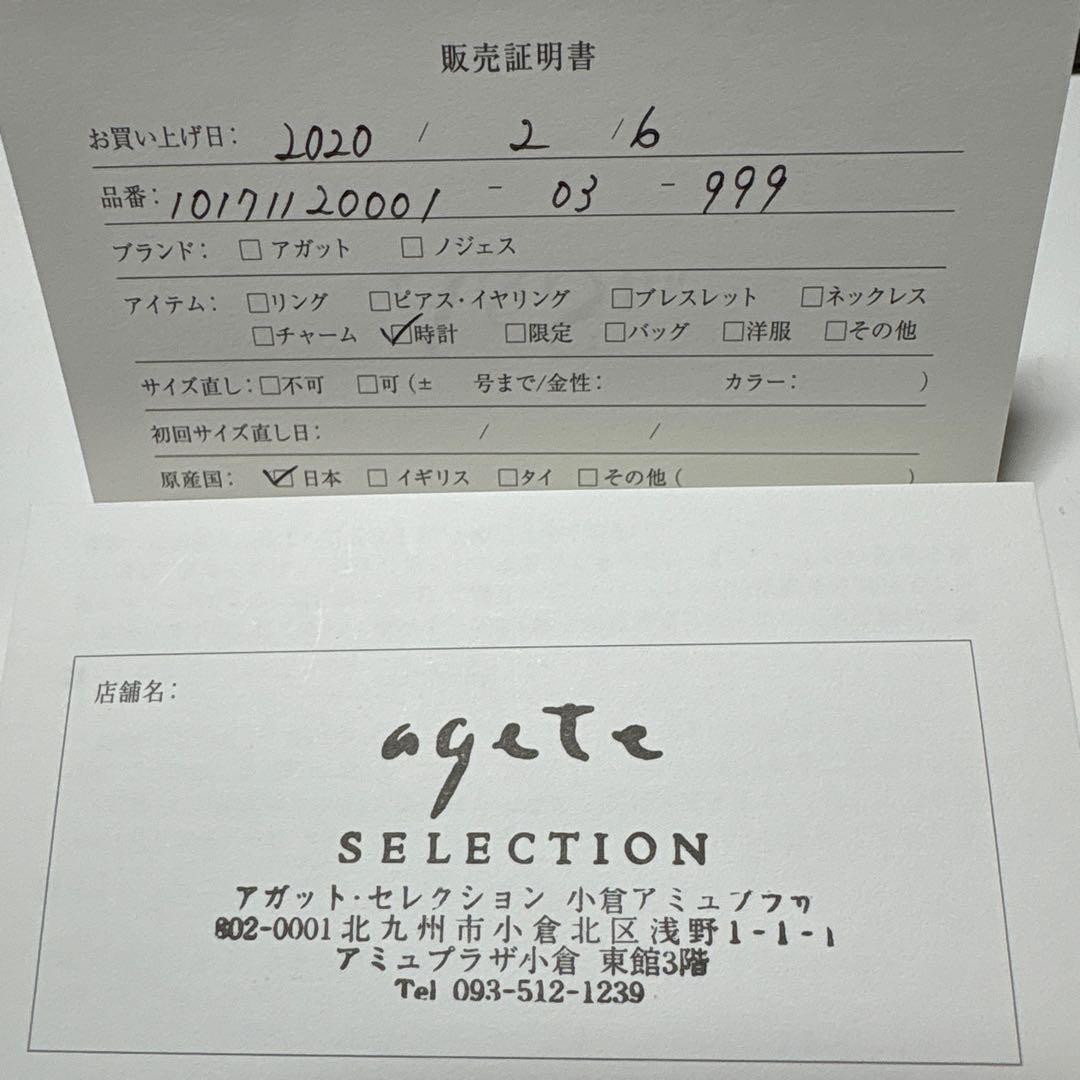 販売証明書
お買い上げ日: 2020 / 2 / 6
品番: 10171120001 - 03 - 999
ブランド: □ アガット □ ノジェス
アイテム: □リング □ピアス・イヤリング □ブレスレット □ネックレス
□チャーム ☑時計 □限定 □バッグ □洋服 □その他
サイズ直し: □不可 □可 (± 号まで/金性: カラー: )
初回サイズ直し日: / /
原産国: ☑日本 □ イギリス □タイ □その他 ( )
店舗名:
agete
SELECTION
アガット・セレクション 小倉アミュプラザ
802-0001 北九州市小倉北区浅野1-1-1
アミュプラザ小倉 東館3階
Tel 093-512-1239